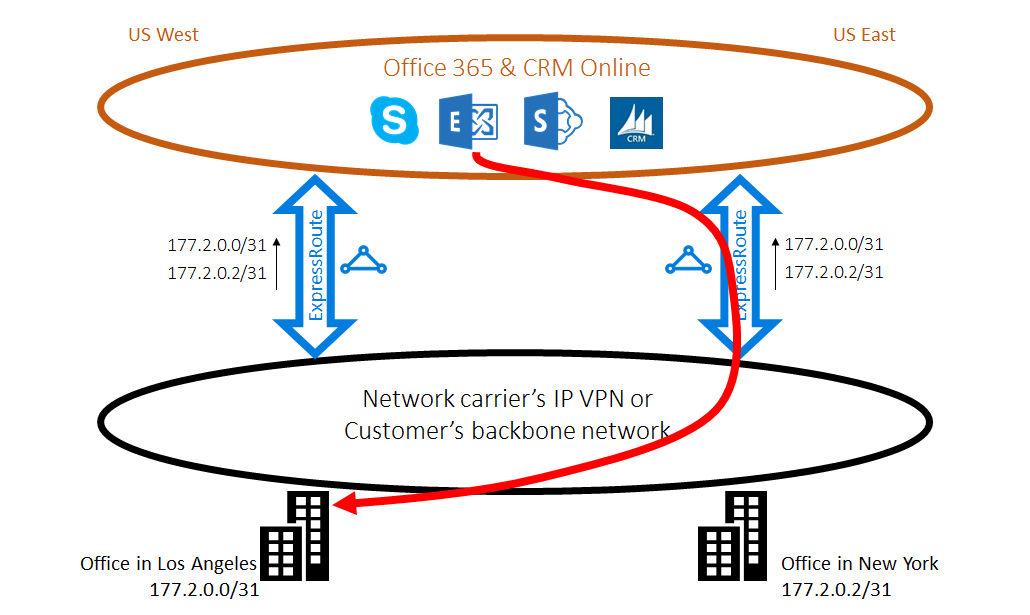 US West
US East
Office 365 & CRM Online
S
E
S
CRM
177.2.0.0/31
177.2.0.2/31
ExpressRoute
ExpressRoute
177.2.0.0/31
177.2.0.2/31
Network carrier’s IP VPN or
Customer’s backbone network
Office in Los Angeles
177.2.0.0/31
Office in New York
177.2.0.2/31